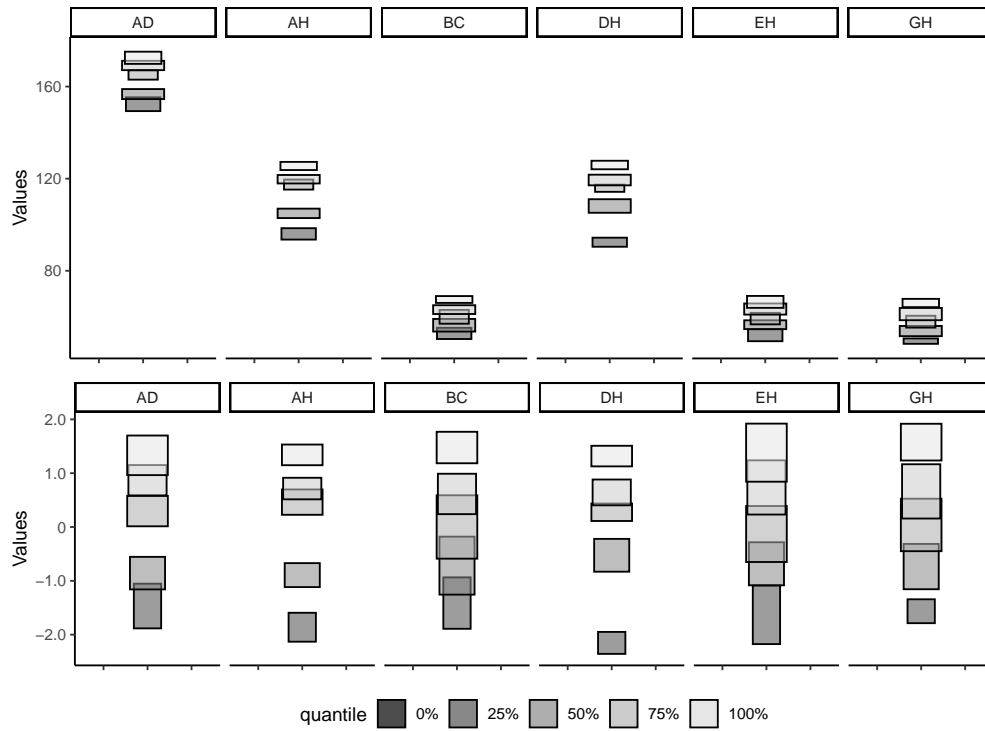 AD AH BC DH EH GH
160
120
80
Values
AD AH BC DH EH GH
2.0
1.0
0
−1.0
−2.0
Values
quantile 0% 25% 50% 75% 100%